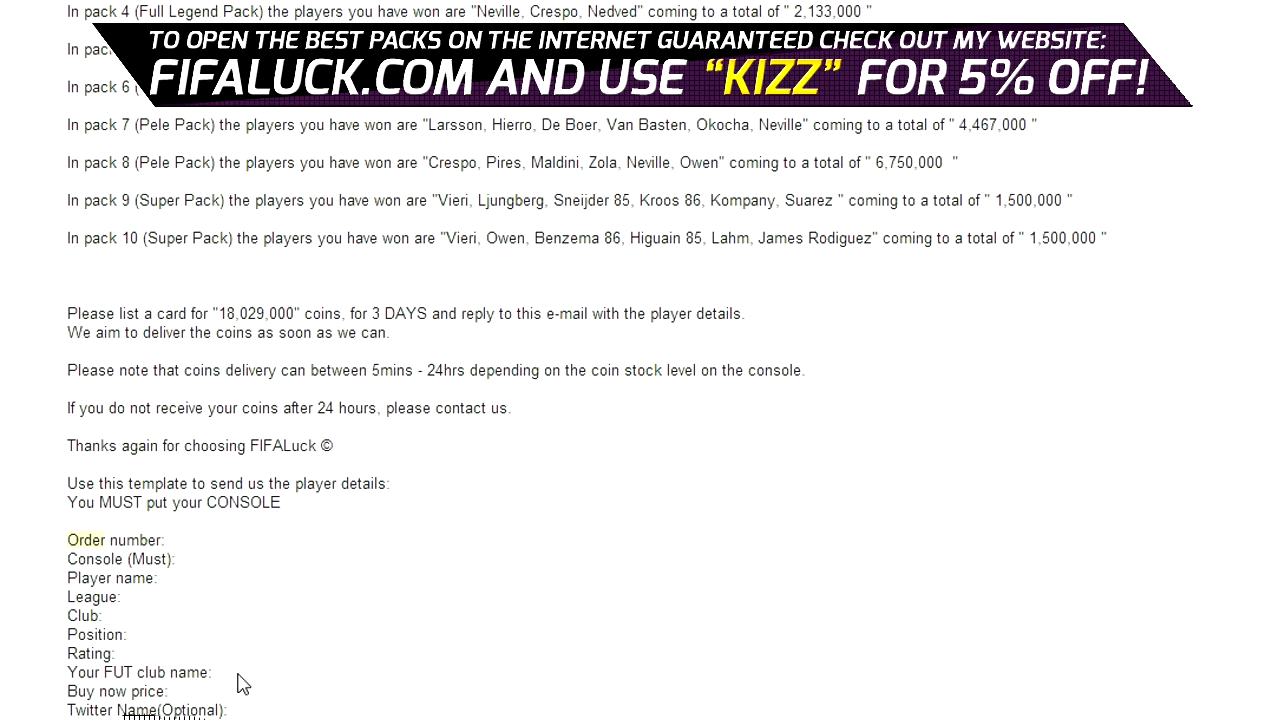 In pack 4 (Full Legend Pack) the players you have won are "Neville, Crespo, Nedved" coming to a total of " 2,133,000 "
TO OPEN THE BEST PACKS ON THE INTERNET GUARANTEED CHECK OUT MY WEBSITE:
In pac
FIFALUCK.COM AND USE “KIZZ” FOR 5% OFF!
In pack 6 (
In pack 7 (Pele Pack) the players you have won are "Larsson, Hierro, De Boer, Van Basten, Okocha, Neville" coming to a total of " 4,467,000 "
In pack 8 (Pele Pack) the players you have won are "Crespo, Pires, Maldini, Zola, Neville, Owen" coming to a total of " 6,750,000  "
In pack 9 (Super Pack) the players you have won are "Vieri, Ljungberg, Sneijder 85, Kroos 86, Kompany, Suarez " coming to a total of " 1,500,000 "
In pack 10 (Super Pack) the players you have won are "Vieri, Owen, Benzema 86, Higuain 85, Lahm, James Rodiguez" coming to a total of " 1,500,000 "
Please list a card for "18,029,000" coins, for 3 DAYS and reply to this e-mail with the player details.
We aim to deliver the coins as soon as we can.
Please note that coins delivery can between 5mins - 24hrs depending on the coin stock level on the console.
If you do not receive your coins after 24 hours, please contact us.
Thanks again for choosing FIFALuck ©
Use this template to send us the player details:
You MUST put your CONSOLE
Order number:
Console (Must):
Player name:
League:
Club:
Position:
Rating:
Your FUT club name:
Buy now price:
Twitter Name(Optional):